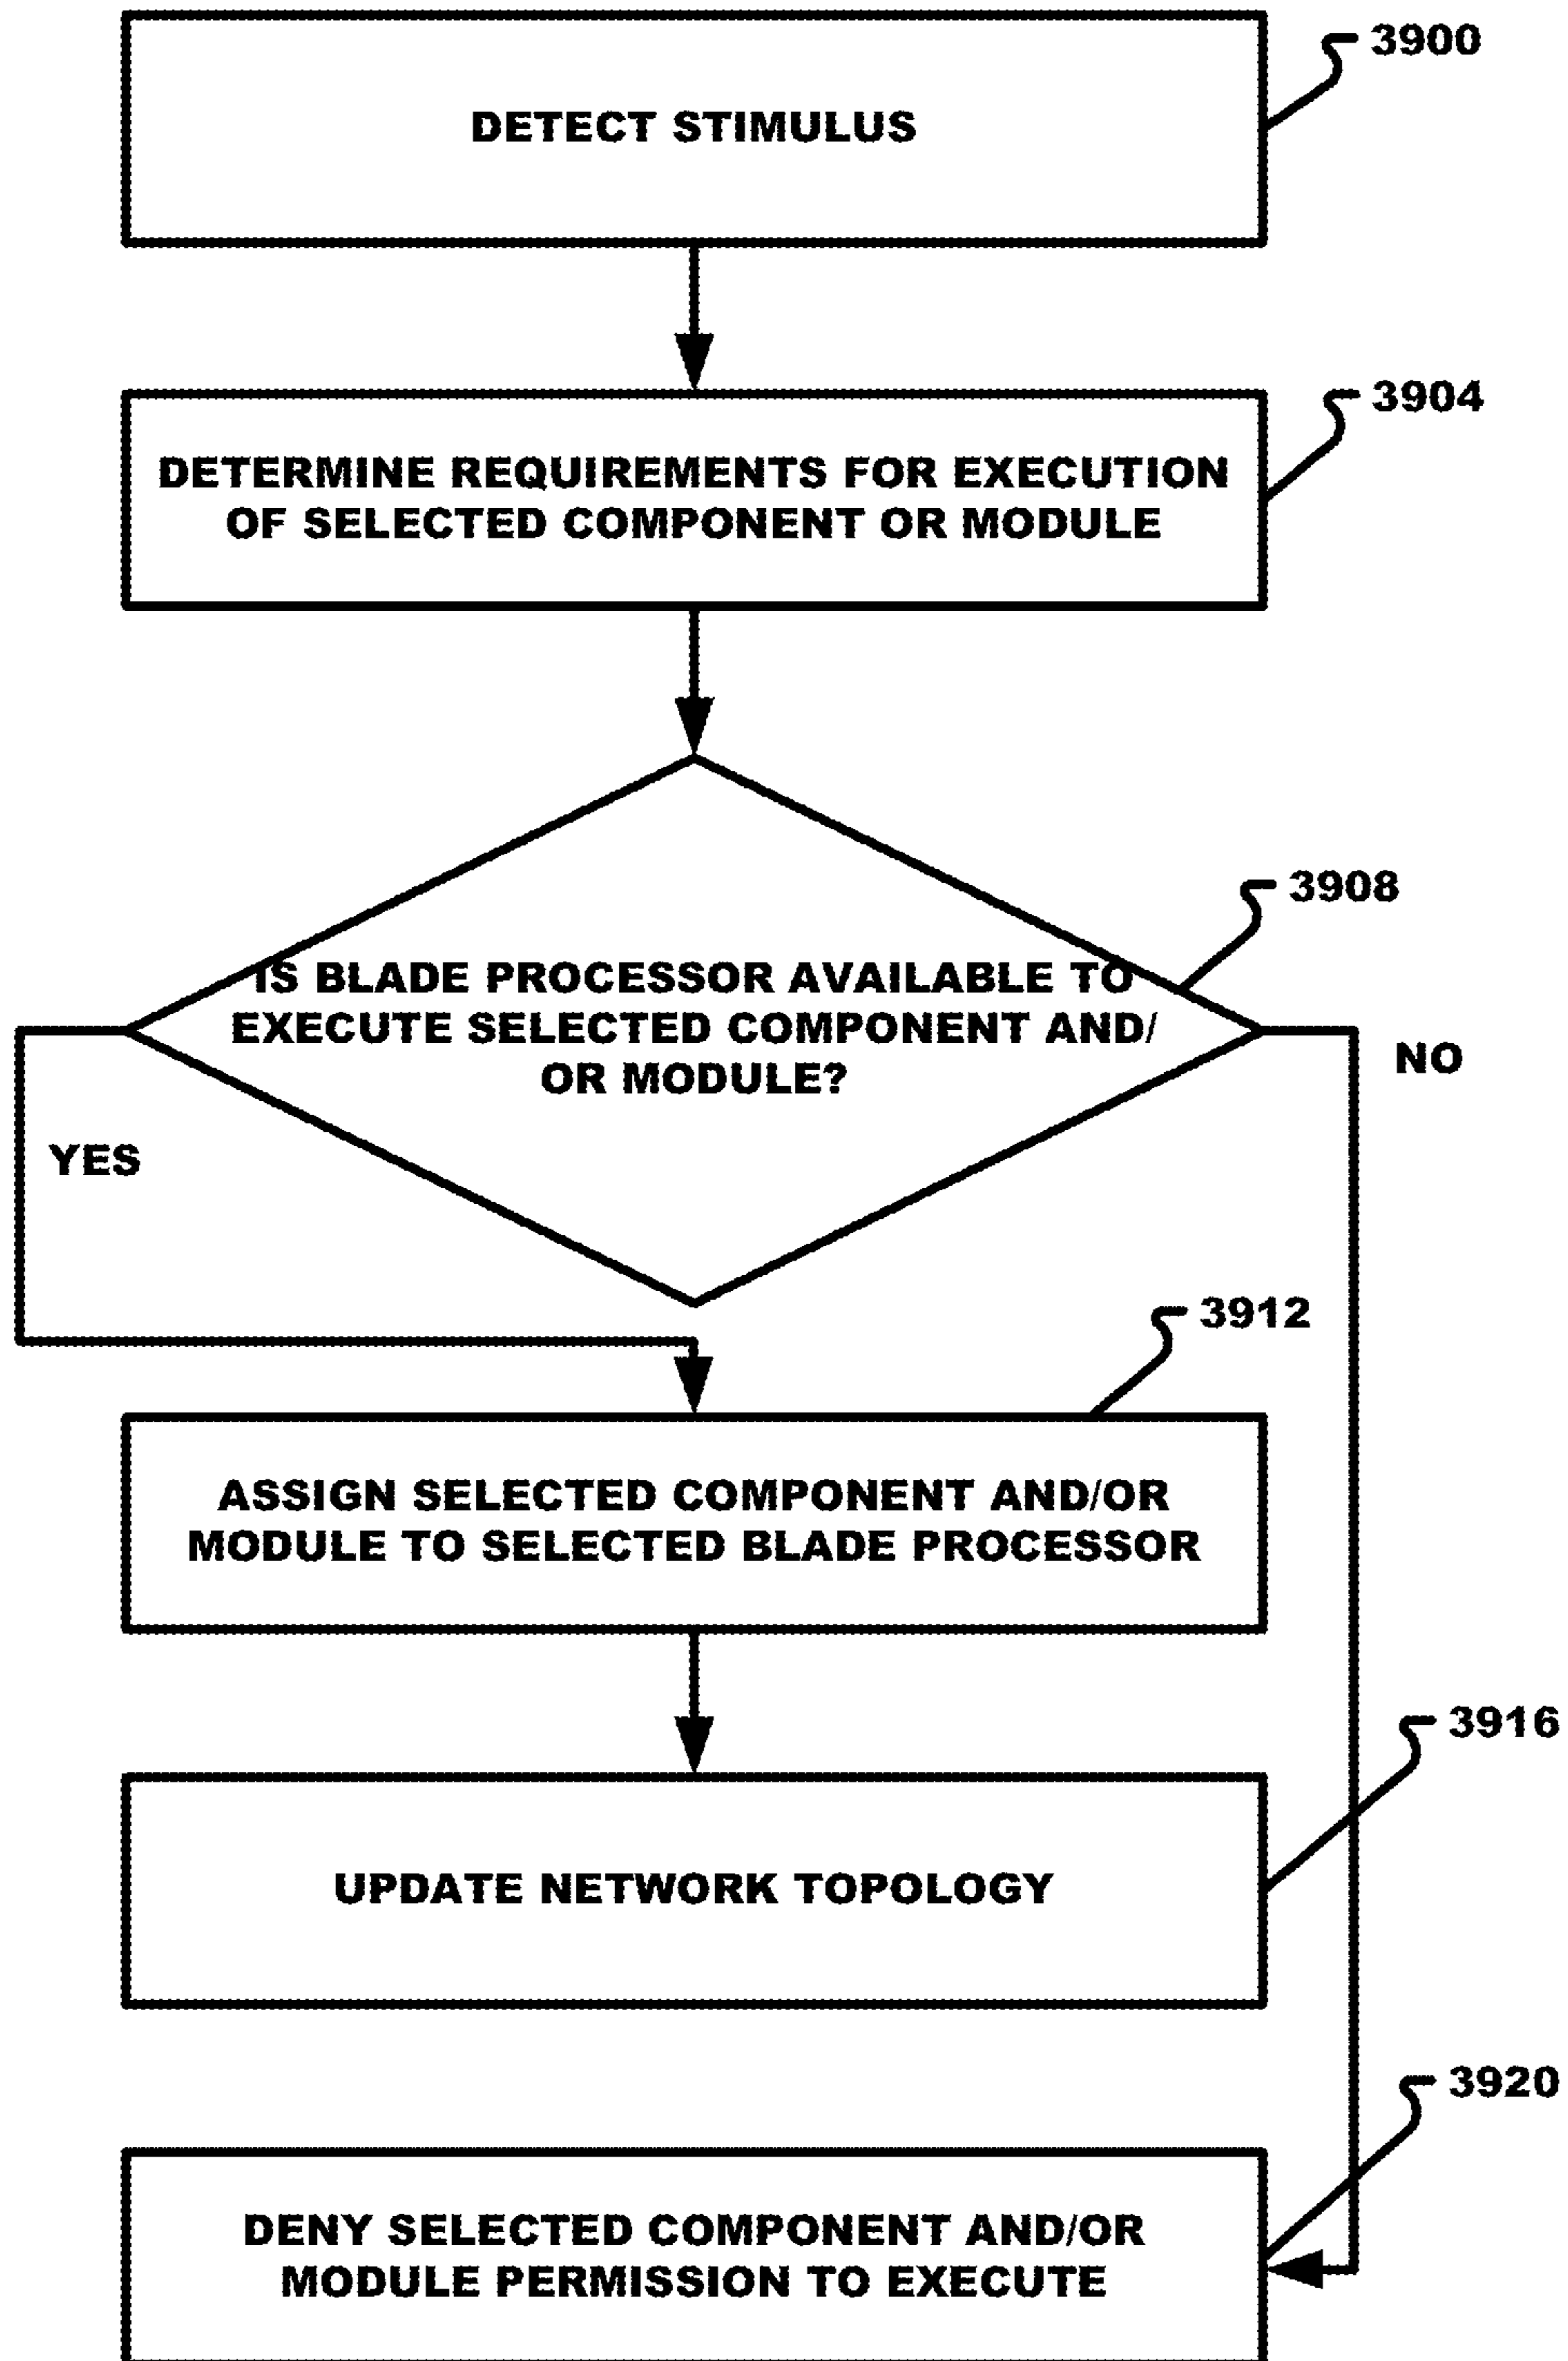 3900
DETECT STIMULUS
3904
DETERMINE REQUIREMENTS FOR EXECUTION
OF SELECTED COMPONENT OR MODULE
3908
IS BLADE PROCESSOR AVAILABLE TO
EXECUTE SELECTED COMPONENT AND/
OR MODULE?
NO
YES
3912
ASSIGN SELECTED COMPONENT AND/OR
MODULE TO SELECTED BLADE PROCESSOR
3916
UPDATE NETWORK TOPOLOGY
3920
DENY SELECTED COMPONENT AND/OR
MODULE PERMISSION TO EXECUTE